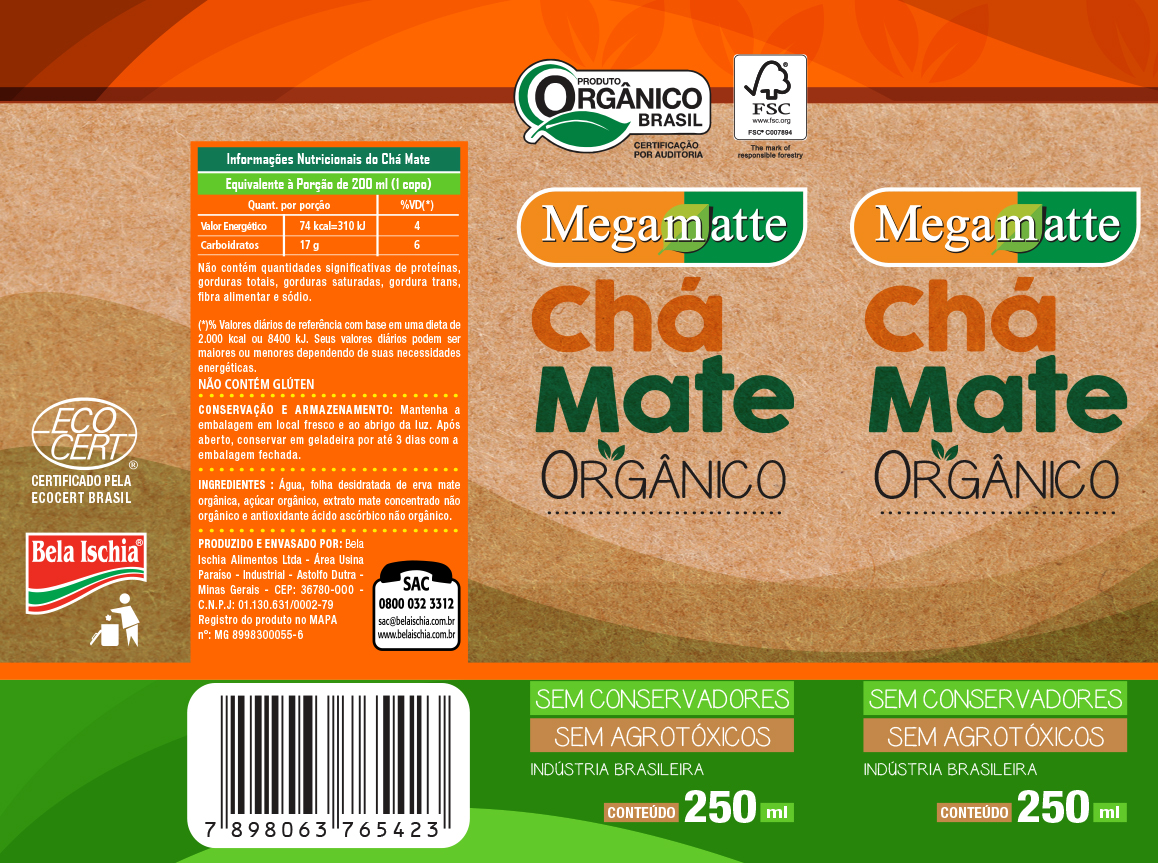 PRODUTO
ORGÂNICO
BRASIL
CERTIFICAÇÃO
POR AUDITORIA
FSC
www.fsc.org
FSC® C007894
The mark of
responsible forestry
Informações Nutricionais do Chá Mate
Equivalente à Porção de 200 ml (1 copo)
Quant. por porção %VD(*)
Valor Energético 74 kcal=310 kJ 4
Carboidratos 17 g 6
Não contém quantidades significativas de proteínas,
gorduras totais, gorduras saturadas, gordura trans,
fibra alimentar e sódio.
(*)% Valores diários de referência com base em uma dieta de
2.000 kcal ou 8400 kJ. Seus valores diários podem ser
maiores ou menores dependendo de suas necessidades
energéticas.
NÃO CONTÉM GLÚTEN
CONSERVAÇÃO E ARMAZENAMENTO: Mantenha a
embalagem em local fresco e ao abrigo da luz. Após
aberto, conservar em geladeira por até 3 dias com a
embalagem fechada.
INGREDIENTES : Água, folha desidratada de erva mate
orgânica, açúcar orgânico, extrato mate concentrado não
orgânico e antioxidante ácido ascórbico não orgânico.
PRODUZIDO E ENVASADO POR: Bela
Ischia Alimentos Ltda - Área Usina
Paraíso - Industrial - Astolfo Dutra -
Minas Gerais - CEP: 36780-000 -
C.N.P.J: 01.130.631/0002-79
Registro do produto no MAPA
nº: MG 8998300055-6
SAC
0800 032 3312
sac@belaischia.com.br
www.belaischia.com.br
ECO
CERT®
CERTIFICADO PELA
ECOCERT BRASIL
Bela Ischia®
7 898063 765423
Megamatte
Chá
Mate
ORGÂNICO
SEM CONSERVADORES
SEM AGROTÓXICOS
INDÚSTRIA BRASILEIRA
CONTEÚDO 250 ml
Megamatte
Chá
Mate
ORGÂNICO
SEM CONSERVADORES
SEM AGROTÓXICOS
INDÚSTRIA BRASILEIRA
CONTEÚDO 250 ml